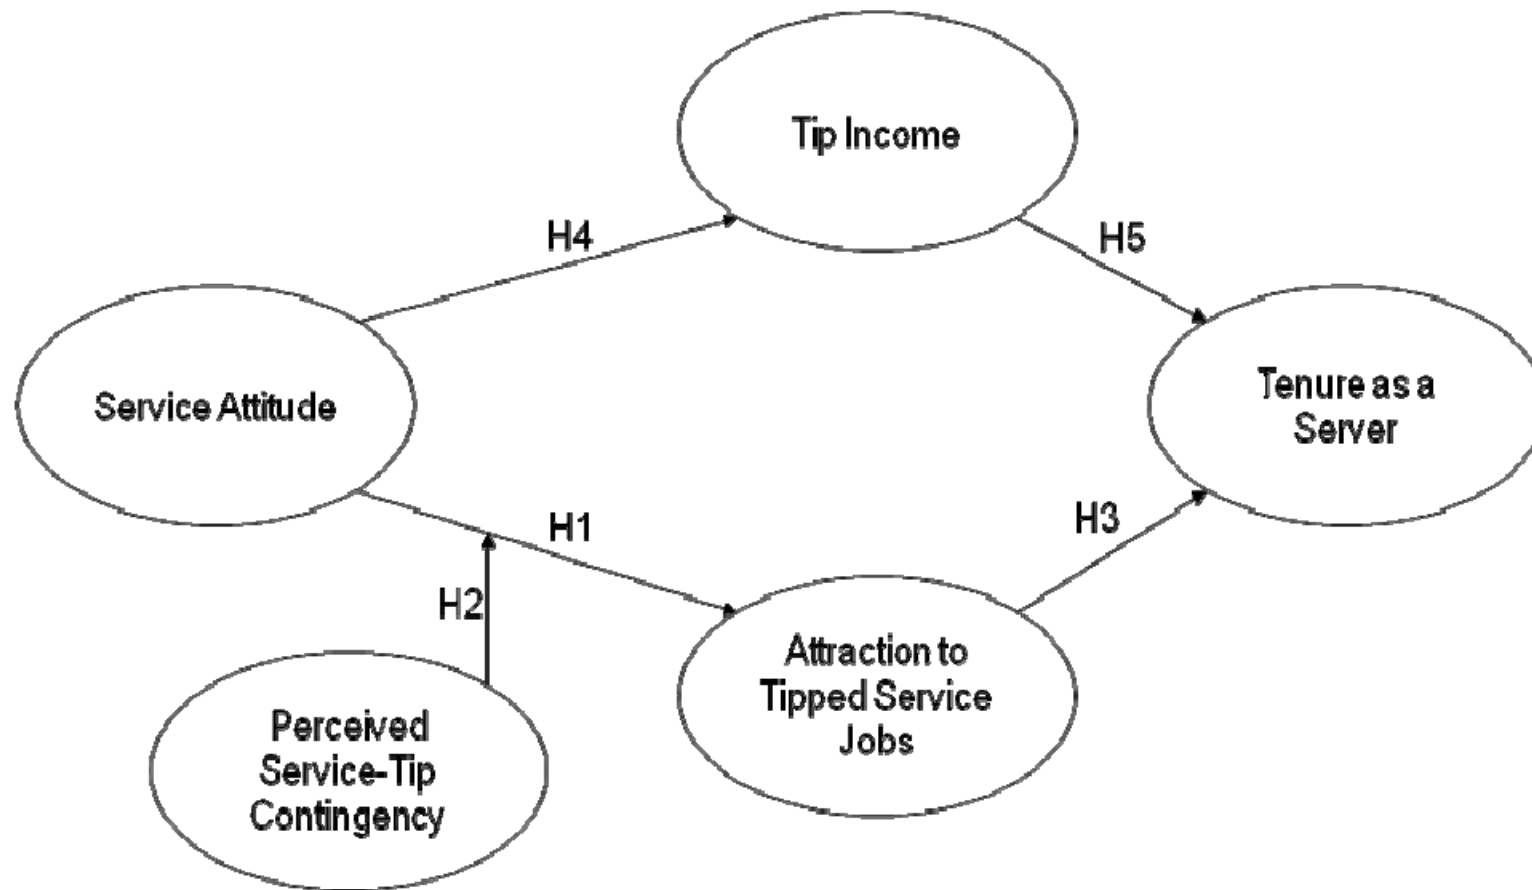 Tip Income
H4
H5
Service Attitude
Tenure as a
Server
H1
H3
H2
Attraction to
Tipped Service
Jobs
Perceived
Service-Tip
Contingency